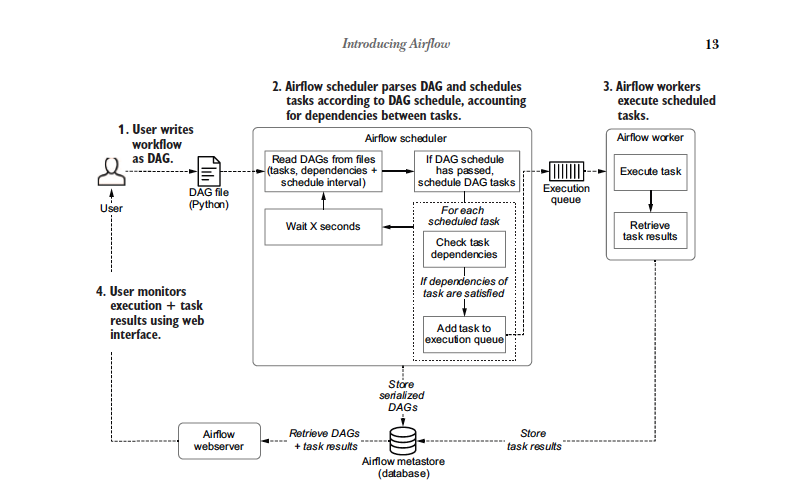 Introducing Airflow
13
2. Airflow scheduler parses DAG and schedules
tasks according to DAG schedule, accounting
for dependencies between tasks.
3. Airflow workers
execute scheduled
tasks.
1. User writes
workflow
as DAG.
Airflow scheduler
Airflow worker
Read DAGs from files
(tasks, dependencies +
schedule interval)
If DAG schedule
has passed,
schedule DAG tasks
Execute task
DAG file
(Python)
Execution
queue
User
Wait X seconds
For each
scheduled task
Check task
dependencies
Retrieve
task results
If dependencies of
task are satisfied
Add task to
execution queue
4. User monitors
execution + task
results using web
interface.
Store
serialized
DAGs
Airflow
webserver
Retrieve DAGs
+ task results
Store
task results
Airflow metastore
(database)